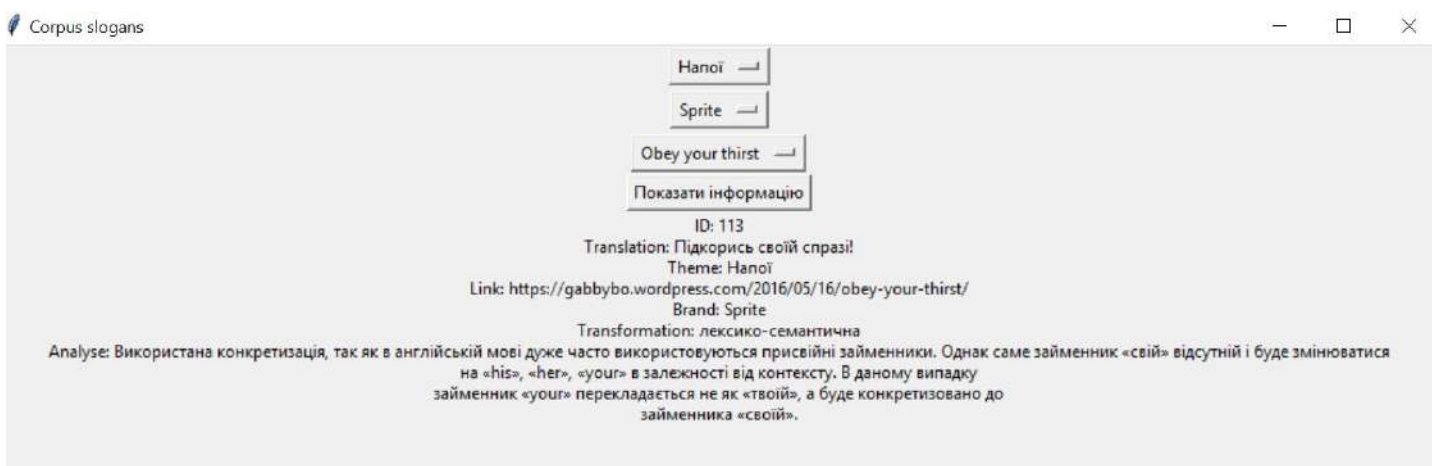 Corpus slogans
Напої
Sprite
Obey your thirst
Показати інформацію
ID: 113
Translation: Підкорись своїй спразі!
Theme: Напої
Link: https://gabbybo.wordpress.com/2016/05/16/obey-your-thirst/
Brand: Sprite
Transformation: лексико-семантична
Analyse: Використана конкретизація, так як в англійській мові дуже часто використовуються присвійні займенники. Однак саме займенник «свій» відсутній і буде змінюватися
на «his», «her», «your» в залежності від контексту. В даному випадку
займенник «your» перекладається не як «твоїй», а буде конкретизовано до
займенника «своїй».